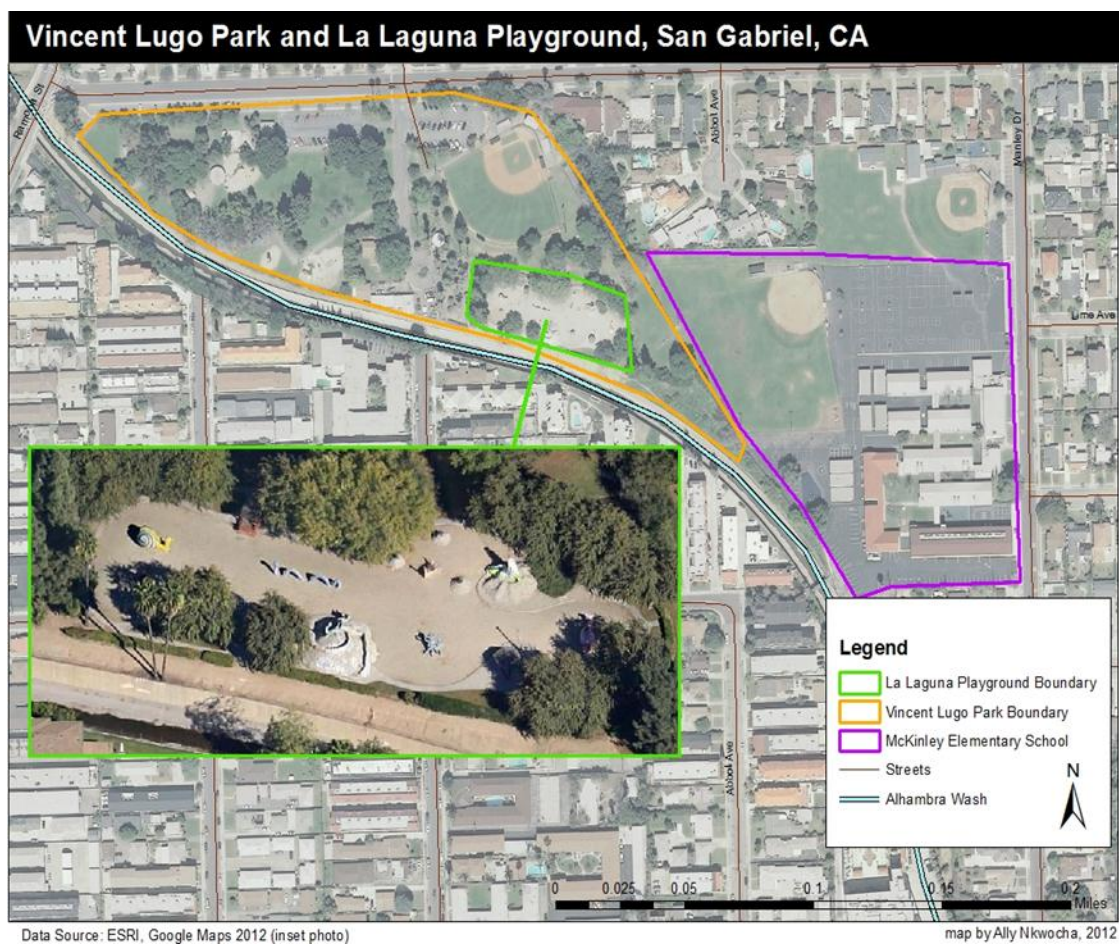 Vincent Lugo Park and La Laguna Playground, San Gabriel, CA
Ramona St
Abbot Ave
Manley Dr
Lime Ave
Abbot Ave
Legend
La Laguna Playground Boundary
Vincent Lugo Park Boundary
McKinley Elementary School
Streets
Alhambra Wash
N
0 0.025 0.05 0.1 0.15 0.2
Miles
Data Source: ESRI, Google Maps 2012 (inset photo)
map by Ally Nkwocha, 2012